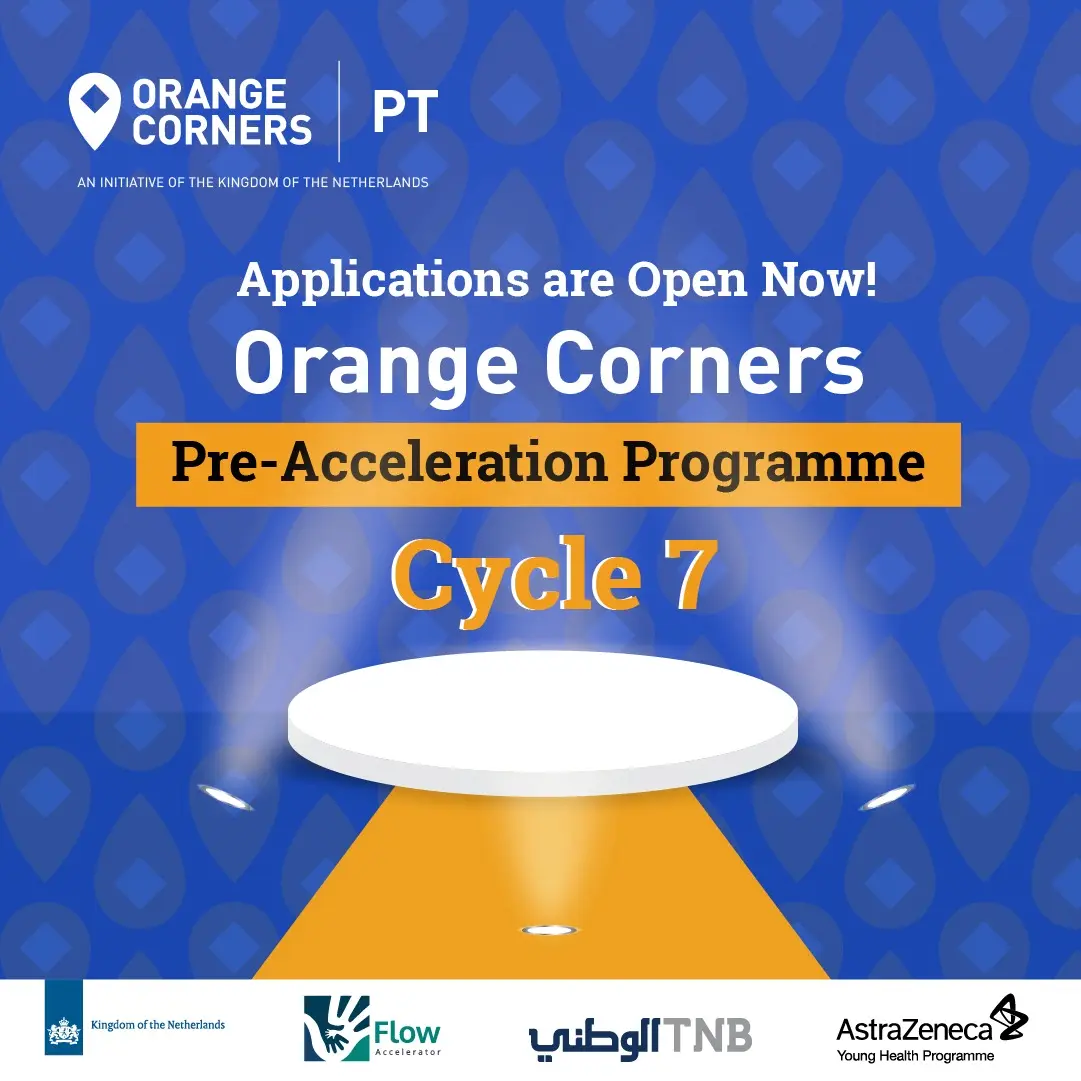 ORANGE
CORNERS
PT
AN INITIATIVE OF THE KINGDOM OF THE NETHERLANDS
Applications are Open Now!
Orange Corners
Pre-Acceleration Programme
Cycle 7
Kingdom of the Netherlands
Flow
Accelerator
الوطني TNB
AstraZeneca
Young Health Programme